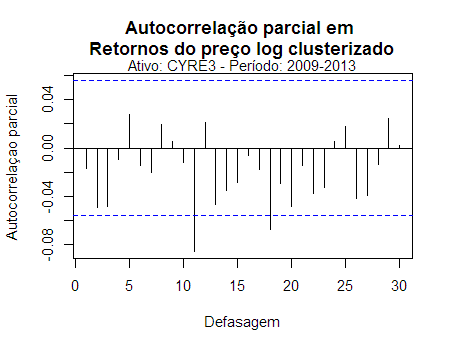 Autocorrelação parcial em
Retornos do preço log clusterizado
Ativo: CYRE3 - Período: 2009-2013
Autocorrelaçao parcial
0.04
0.00
-0.04
-0.08
0 5 10 15 20 25 30
Defasagem